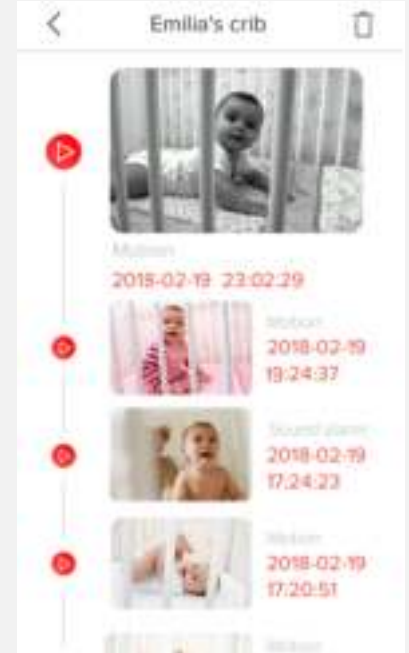 Emilia's crib
Motion
2018-02-19 23:02:29
Motion
2018-02-19
19:24:37
Sound alarm
2018-02-19
17:24:23
Motion
2018-02-19
17:20:51
Motion